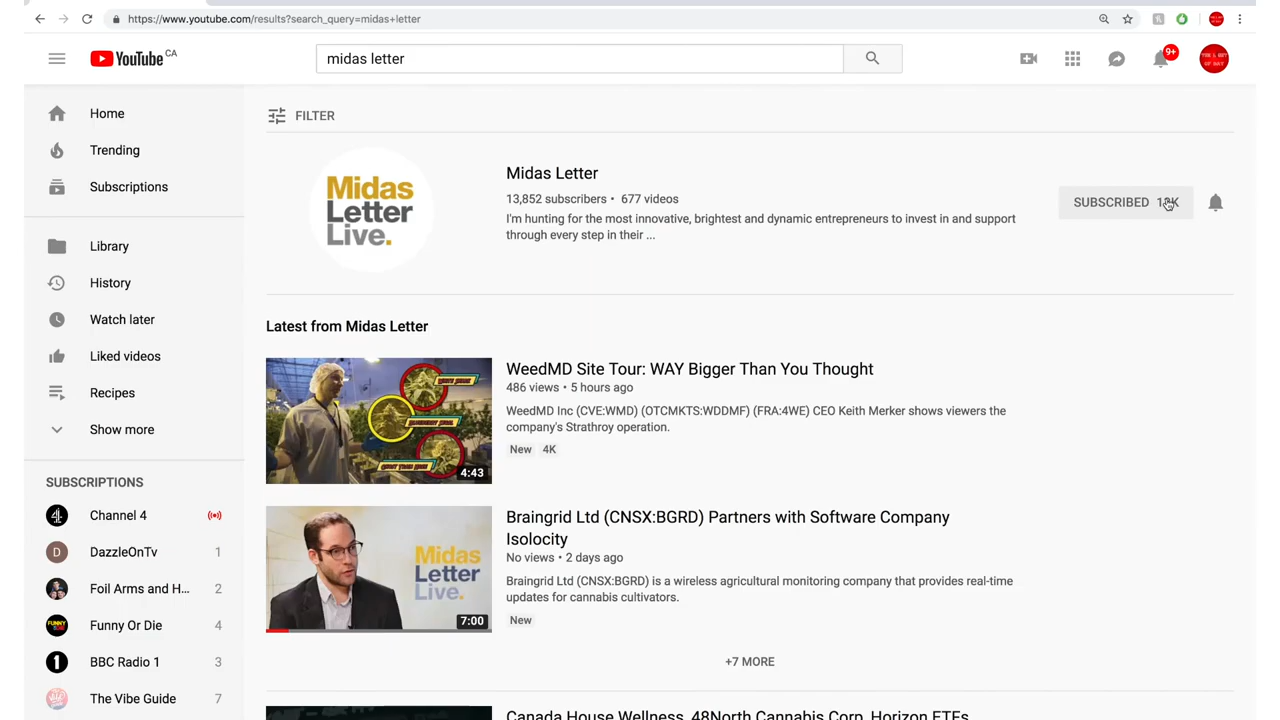 https://www.youtube.com/results?search_query=midas+letter
YouTube CA
midas letter
9+
Home
Trending
Subscriptions
Library
History
Watch later
Liked videos
Recipes
Show more
SUBSCRIPTIONS
Channel 4
DazzleOnTv 1
Foil Arms and H... 2
Funny Or Die 4
BBC Radio 1 3
The Vibe Guide 7
FILTER
Midas
Letter
Live.
Midas Letter
13,852 subscribers • 677 videos
I'm hunting for the most innovative, brightest and dynamic entrepreneurs to invest in and support
through every step in their ...
SUBSCRIBED
Latest from Midas Letter
4:43
WeedMD Site Tour: WAY Bigger Than You Thought
486 views • 5 hours ago
WeedMD Inc (CVE:WMD) (OTCMKTS:WDDMF) (FRA:4WE) CEO Keith Merker shows viewers the
company's Strathroy operation.
New 4K
Midas
Letter
Live.
7:00
Braingrid Ltd (CNSX:BGRD) Partners with Software Company
Isolocity
No views • 2 days ago
Braingrid Ltd (CNSX:BGRD) is a wireless agricultural monitoring company that provides real-time
updates for cannabis cultivators.
New
+7 MORE
Canada House Wellness, 48North Cannabis Corp, Horizon ETFs